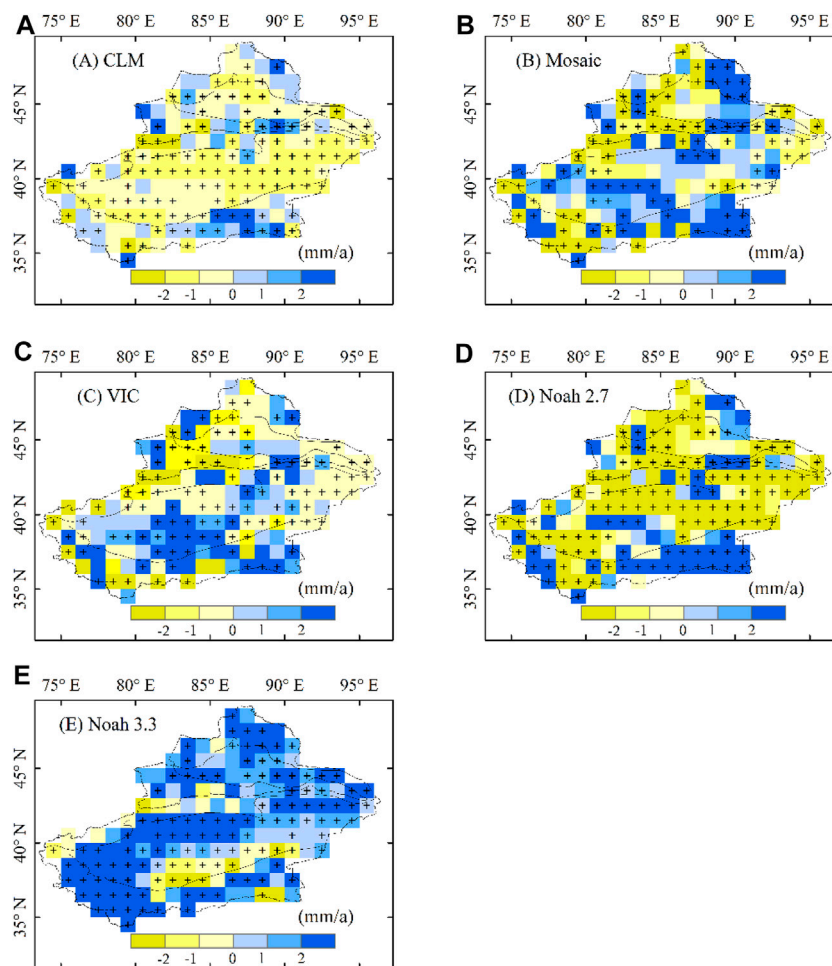 A
75° E 80° E 85° E 90° E 95° E
45° N
40° N
35° N
(A) CLM
(mm/a)
-2 -1 0 1 2
B
75° E 80° E 85° E 90° E 95° E
45° N
40° N
35° N
(B) Mosaic
(mm/a)
-2 -1 0 1 2
C
75° E 80° E 85° E 90° E 95° E
45° N
40° N
35° N
(C) VIC
(mm/a)
-2 -1 0 1 2
D
75° E 80° E 85° E 90° E 95° E
45° N
40° N
35° N
(D) Noah 2.7
(mm/a)
-2 -1 0 1 2
E
75° E 80° E 85° E 90° E 95° E
45° N
40° N
35° N
(E) Noah 3.3
(mm/a)
-2 -1 0 1 2